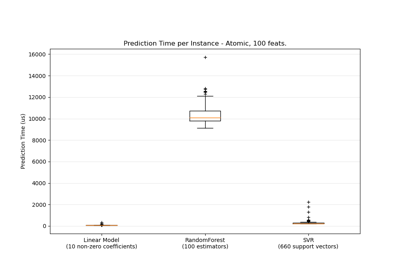 Prediction Time per Instance - Atomic, 100 feats.
Prediction Time (us)
16000
14000
12000
10000
8000
6000
4000
2000
0
Linear Model
(10 non-zero coefficients)
RandomForest
(100 estimators)
SVR
(660 support vectors)